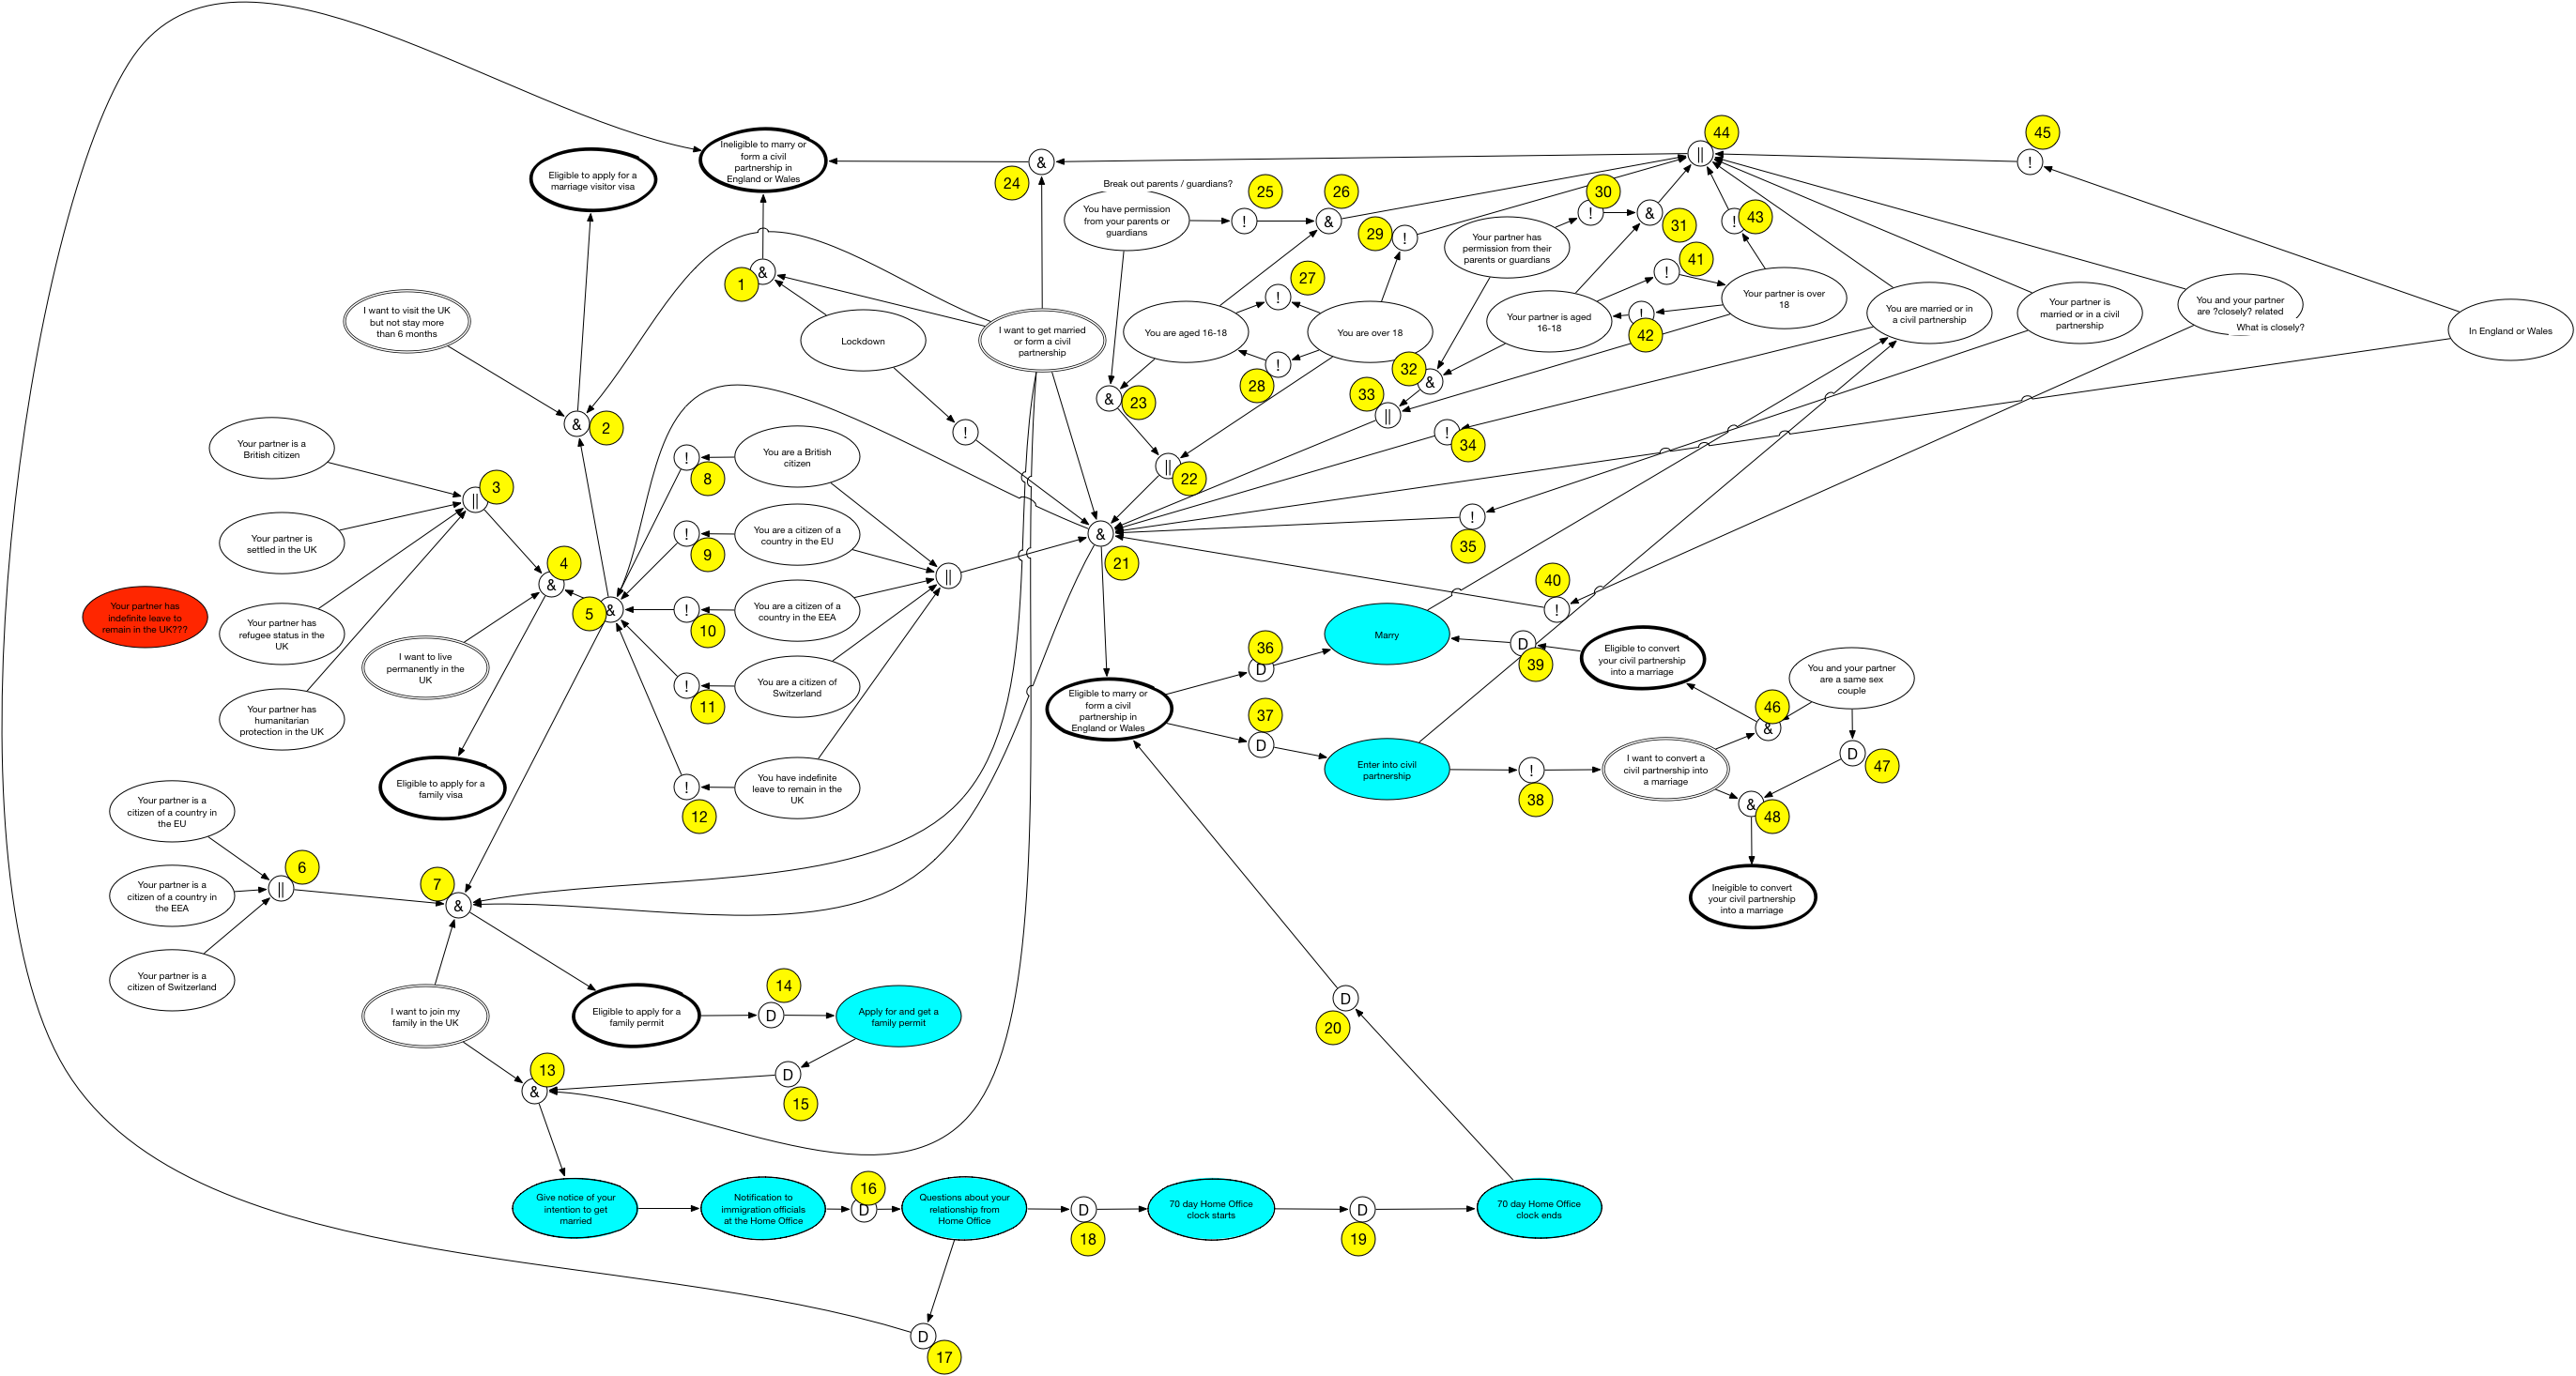 Ineligible to marry or
form a civil
partnership in
England or Wales
Eligible to apply for a
marriage visitor visa
&
24
||
44
!
45
Break out parents / guardians?
You have permission
from your parents or
guardians
!
25
&
26
!
29
Your partner has
permission from their
parents or guardians
!
30
&
31
!
43
&
1
!
27
!
41
I want to visit the UK
but not stay more
than 6 months
Lockdown
I want to get married
or form a civil
partnership
You are aged 16-18
You are over 18
Your partner is aged
16-18
Your partner is over
18
!
42
You are married or in
a civil partnership
Your partner is
married or in a civil
partnership
You and your partner
are ?closely? related
What is closely?
In England or Wales
!
28
&
32
&
23
||
33
&
2
!
!
34
||
22
Your partner is a
British citizen
Your partner is
settled in the UK
Your partner has
refugee status in the
UK
Your partner has
humanitarian
protection in the UK
Your partner has
indefinite leave to
remain in the UK???
||
3
&
4
&
5
I want to live
permanently in the
UK
Eligible to apply for a
family visa
!
8
You are a British
citizen
!
9
You are a citizen of a
country in the EU
!
10
You are a citizen of a
country in the EEA
!
11
You are a citizen of
Switzerland
!
12
You have indefinite
leave to remain in the
UK
||
&
21
!
35
!
40
Eligible to marry or
form a civil
partnership in
England or Wales
D
36
Marry
D
39
Eligible to convert
your civil partnership
into a marriage
You and your partner
are a same sex
couple
D
37
Enter into civil
partnership
!
38
I want to convert a
civil partnership into
a marriage
&
46
D
47
&
48
Ineigible to convert
your civil partnership
into a marriage
Your partner is a
citizen of a country in
the EU
Your partner is a
citizen of a country in
the EEA
Your partner is a
citizen of Switzerland
||
6
&
7
I want to join my
family in the UK
Eligible to apply for a
family permit
D
14
Apply for and get a
family permit
D
15
&
13
D
20
Give notice of your
intention to get
married
Notification to
immigration officials
at the Home Office
D
16
Questions about your
relationship from
Home Office
D
18
70 day Home Office
clock starts
D
19
70 day Home Office
clock ends
D
17